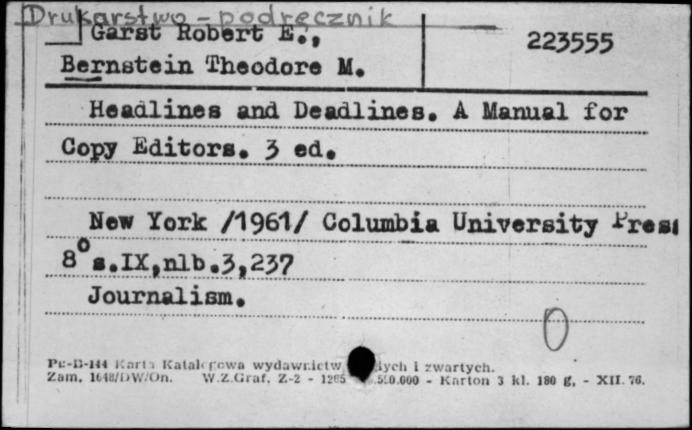 Drukarstwo - podręcznik
Garst Robert E.,
223555
Bernstein Theodore M.
Headlines and Deadlines. A Manual for
Copy Editors. 3 ed.
New York /1961/ Columbia University Press
8° s.IX,nlb.3,237
Journalism.
0
Pu-B-144 Karta Katalogowa wydawnictw i zwartych.
Zam. 1648/DW/On. W.Z.Graf. Z-2 - 1265 .550.000 - Karton 3 kl. 180 g. - XII. 76.